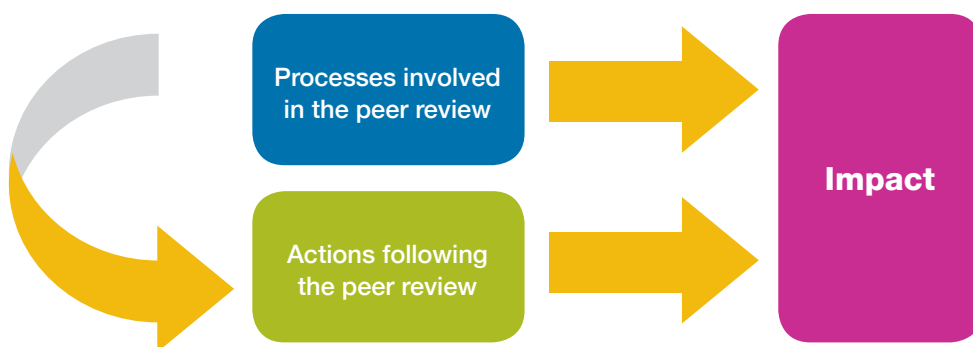 Processes involved
in the peer review
Impact
Actions following
the peer review